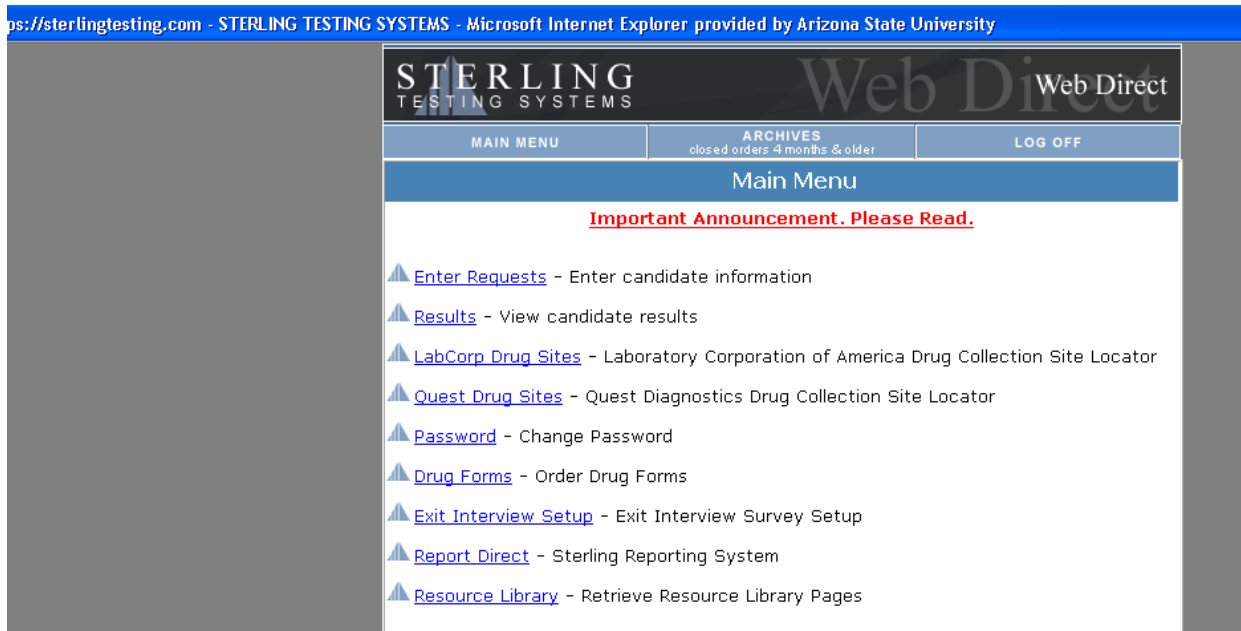 ps://sterlingtesting.com - STERLING TESTING SYSTEMS - Microsoft Internet Explorer provided by Arizona State University
STERLING
TESTING SYSTEMS
Web Direct
Web Direct
MAIN MENU
ARCHIVES
closed orders 4 months & older
LOG OFF
Main Menu
Important Announcement. Please Read.
Enter Requests - Enter candidate information
Results - View candidate results
LabCorp Drug Sites - Laboratory Corporation of America Drug Collection Site Locator
Quest Drug Sites - Quest Diagnostics Drug Collection Site Locator
Password - Change Password
Drug Forms - Order Drug Forms
Exit Interview Setup - Exit Interview Survey Setup
Report Direct - Sterling Reporting System
Resource Library - Retrieve Resource Library Pages